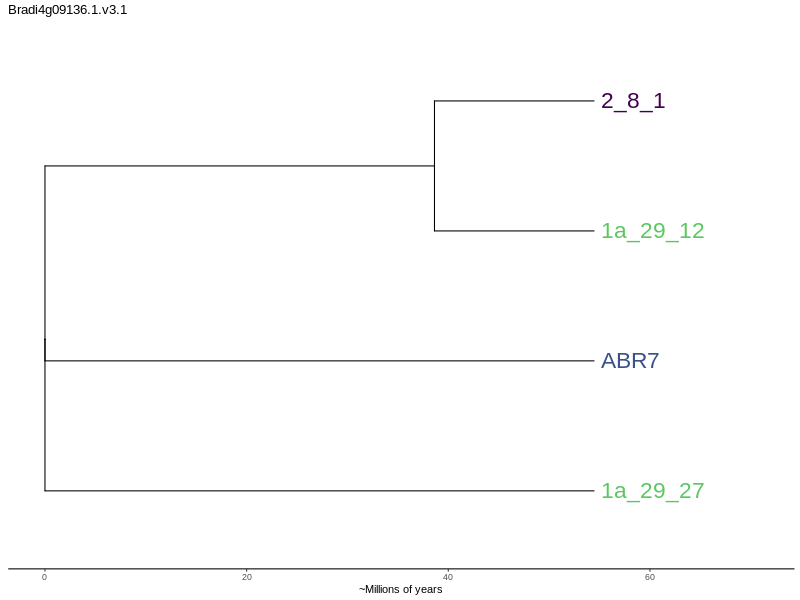 Bradi4g09136.1.v3.1
2_8_1
1a_29_12
ABR7
1a_29_27
0 20 40 60
~Millions of years